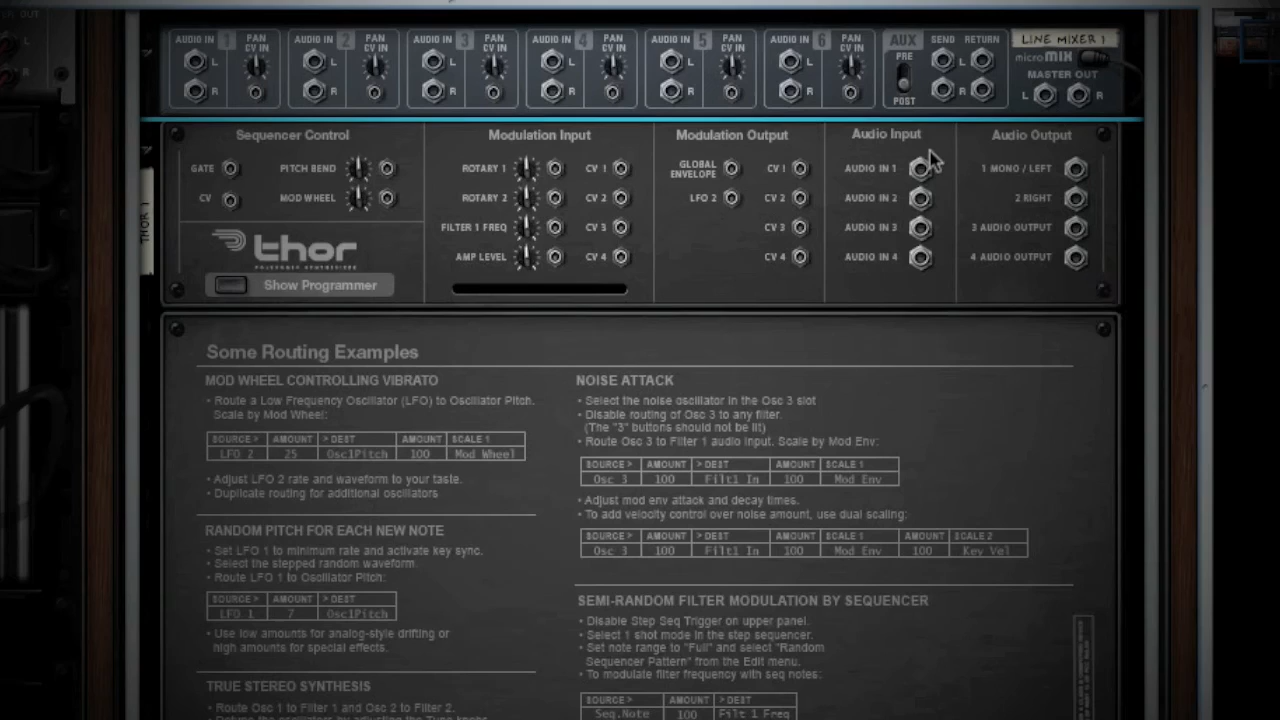 AUDIO IN 1 PAN CV IN AUDIO IN 2 PAN CV IN AUDIO IN 3 PAN CV IN AUDIO IN 4 PAN CV IN AUDIO IN 5 PAN CV IN AUDIO IN 6 PAN CV IN AUX SEND RETURN LINE MIXER 1
L L L L L L PRE L microMIX
MASTER OUT
R R R R R R POST R L R
Sequencer Control Modulation Input Modulation Output Audio Input Audio Output
GATE PITCH BEND ROTARY 1 CV 1 GLOBAL ENVELOPE CV 1 AUDIO IN 1 1 MONO / LEFT
CV MOD WHEEL ROTARY 2 CV 2 LFO 2 CV 2 AUDIO IN 2 2 RIGHT
FILTER 1 FREQ CV 3 CV 3 AUDIO IN 3 3 AUDIO OUTPUT
AMP LEVEL CV 4 CV 4 AUDIO IN 4 4 AUDIO OUTPUT
THOR 1
thor
POLYSONIC SYNTHESIZER
Show Programmer
Some Routing Examples
MOD WHEEL CONTROLLING VIBRATO
• Route a Low Frequency Oscillator (LFO) to Oscillator Pitch.
Scale by Mod Wheel:
SOURCE > AMOUNT > DEST AMOUNT SCALE 1
LFO 2 25 Osc1Pitch 100 Mod Wheel
• Adjust LFO 2 rate and waveform to your taste.
• Duplicate routing for additional oscillators
RANDOM PITCH FOR EACH NEW NOTE
• Set LFO 1 to minimum rate and activate key sync.
• Select the stepped random waveform.
• Route LFO 1 to Oscillator Pitch:
SOURCE > AMOUNT > DEST
LFO 1 7 Osc1Pitch
• Use low amounts for analog-style drifting or
high amounts for special effects.
TRUE STEREO SYNTHESIS
• Route Osc 1 to Filter 1 and Osc 2 to Filter 2.
NOISE ATTACK
• Select the noise oscillator in the Osc 3 slot
• Disable routing of Osc 3 to any filter.
(The "3" buttons should not be lit)
• Route Osc 3 to Filter 1 audio input. Scale by Mod Env:
SOURCE > AMOUNT > DEST AMOUNT SCALE 1
Osc 3 100 Filt1 In 100 Mod Env
• Adjust mod env attack and decay times.
• To add velocity control over noise amount, use dual scaling:
SOURCE > AMOUNT > DEST AMOUNT SCALE 1 AMOUNT SCALE 2
Osc 3 100 Filt1 In 100 Mod Env 100 Key Vel
SEMI-RANDOM FILTER MODULATION BY SEQUENCER
• Disable Step Seq Trigger on upper panel.
• Select 1 shot mode in the step sequencer.
• Set note range to "Full" and select "Random
Sequencer Pattern" from the Edit menu.
• To modulate filter frequency with seq notes:
SOURCE > AMOUNT > DEST
Seq.Note 100 Filt 1 Freq